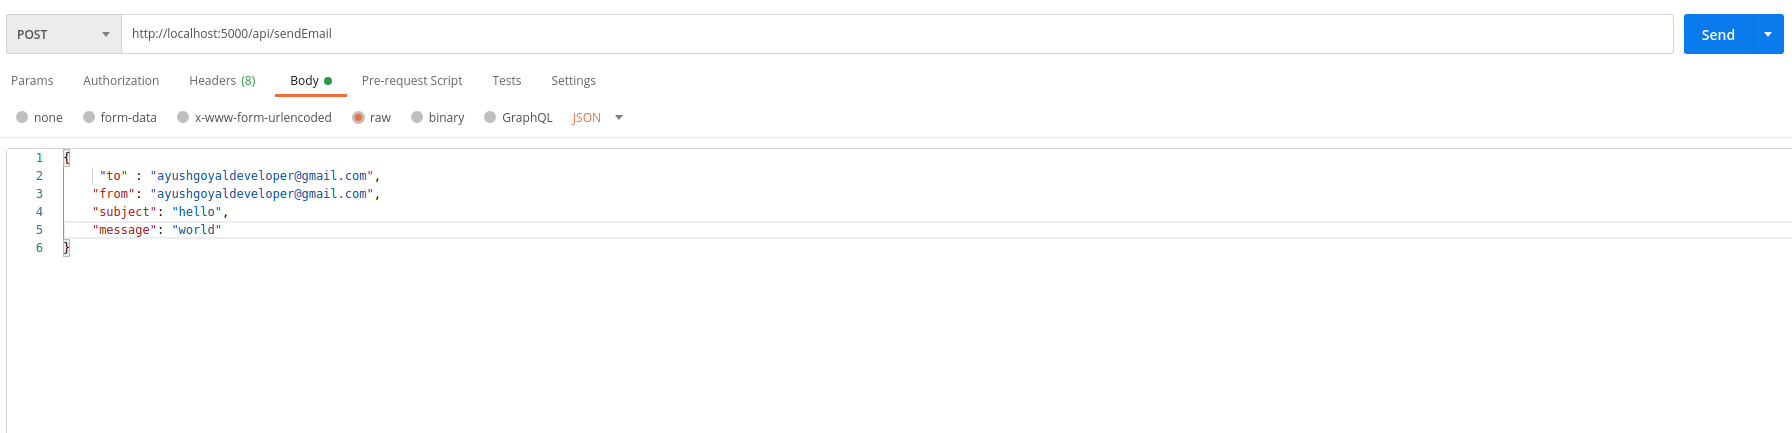 POST http://localhost:5000/api/sendEmail Send
Params Authorization Headers (8) Body Pre-request Script Tests Settings
none form-data x-www-form-urlencoded raw binary GraphQL JSON
1 {
2 "to" : "ayushgoyaldeveloper@gmail.com",
3 "from": "ayushgoyaldeveloper@gmail.com",
4 "subject": "hello",
5 "message": "world"
6 }